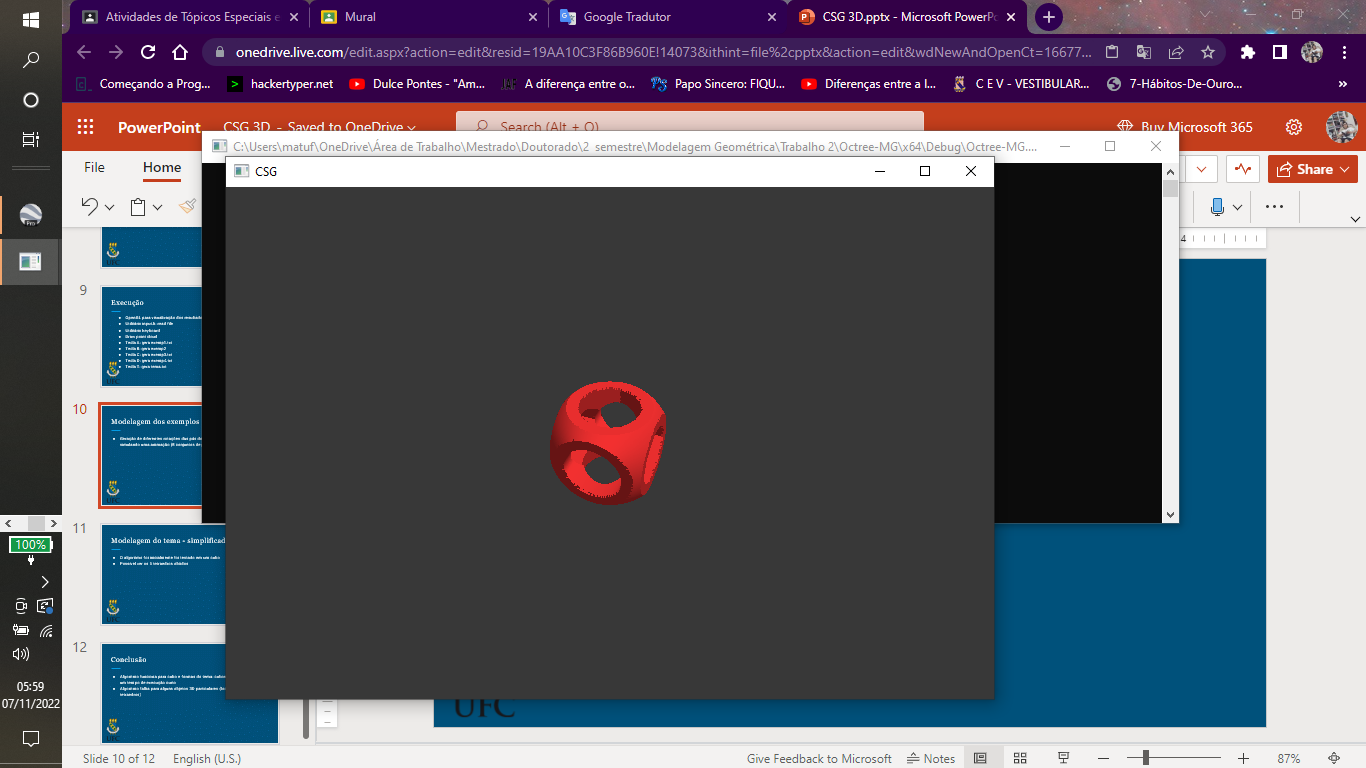 Atividades de Tópicos Especiais e
Mural
Google Tradutor
CSG 3D.pptx - Microsoft PowerPo
onedrive.live.com/edit.aspx?action=edit&resid=19AA10C3F86B960E!14073&ithint=file%2cpptx&action=edit&wdNewAndOpenCt=16677...
Começando a Prog...
hackertyper.net
Dulce Pontes - "Am...
A diferença entre o...
Papo Sincero: FIQU...
Diferenças entre a l...
C E V - VESTIBULAR...
7-Hábitos-De-Ouro...
»
PowerPoint
CSG 3D - Saved to OneDrive
Search (Alt + Q)
Buy Microsoft 365
C:\Users\matuf\OneDrive\Área de Trabalho\Mestrado\Doutorado\2_semestre\Modelagem Geométrica\Trabalho 2\Octree-MG\x64\Debug\Octree-MG....
CSG
File
Home
Share
4
UFC
9
Execução
10
Modelagem dos exemplos
11
Modelagem do tema - simplificad
12
Conclusão
UFC
100%
05:59
07/11/2022
Slide 10 of 12
English (U.S.)
Give Feedback to Microsoft
Notes
87%